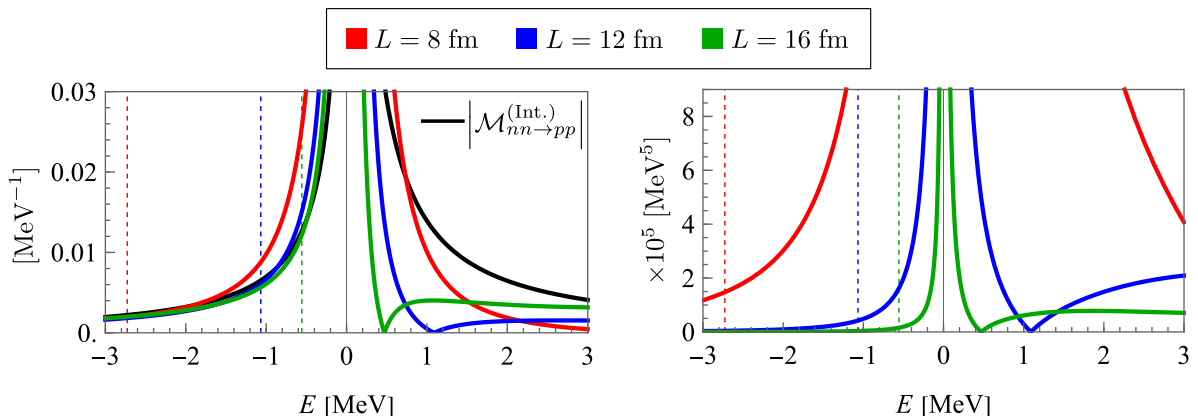 L = 8 fm L = 12 fm L = 16 fm
0.03
0.02
0.01
0.
[MeV⁻¹]
|ℳ_{nn→pp}^{(Int.)}|
−3 −2 −1 0 1 2 3
E [MeV]
8
6
4
2
0
×10⁵ [MeV⁵]
−3 −2 −1 0 1 2 3
E [MeV]